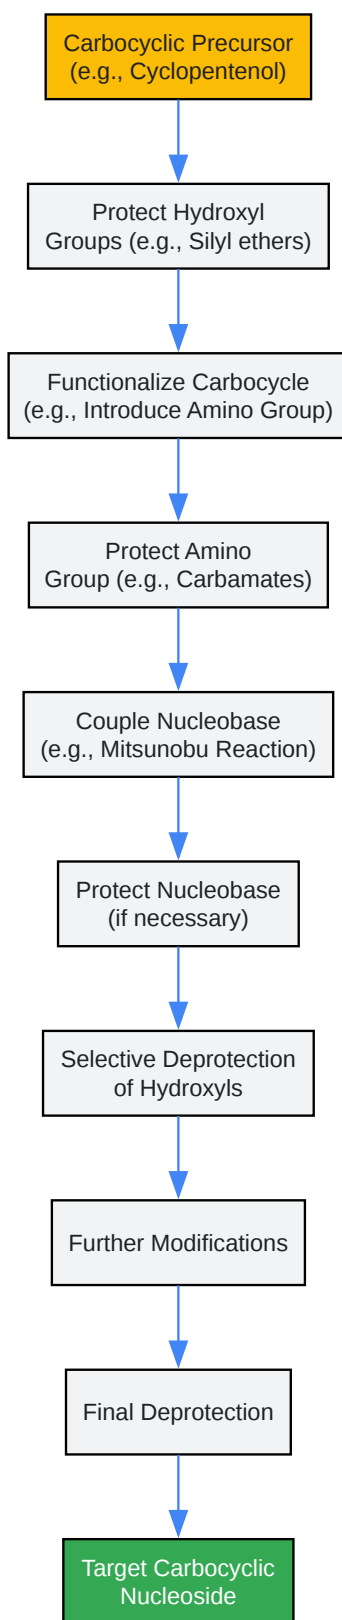 Carbocyclic Precursor
(e.g., Cyclopentenol)
Protect Hydroxyl
Groups (e.g., Silyl ethers)
Functionalize Carbocycle
(e.g., Introduce Amino Group)
Protect Amino
Group (e.g., Carbamates)
Couple Nucleobase
(e.g., Mitsunobu Reaction)
Protect Nucleobase
(if necessary)
Selective Deprotection
of Hydroxyls
Further Modifications
Final Deprotection
Target Carbocyclic
Nucleoside